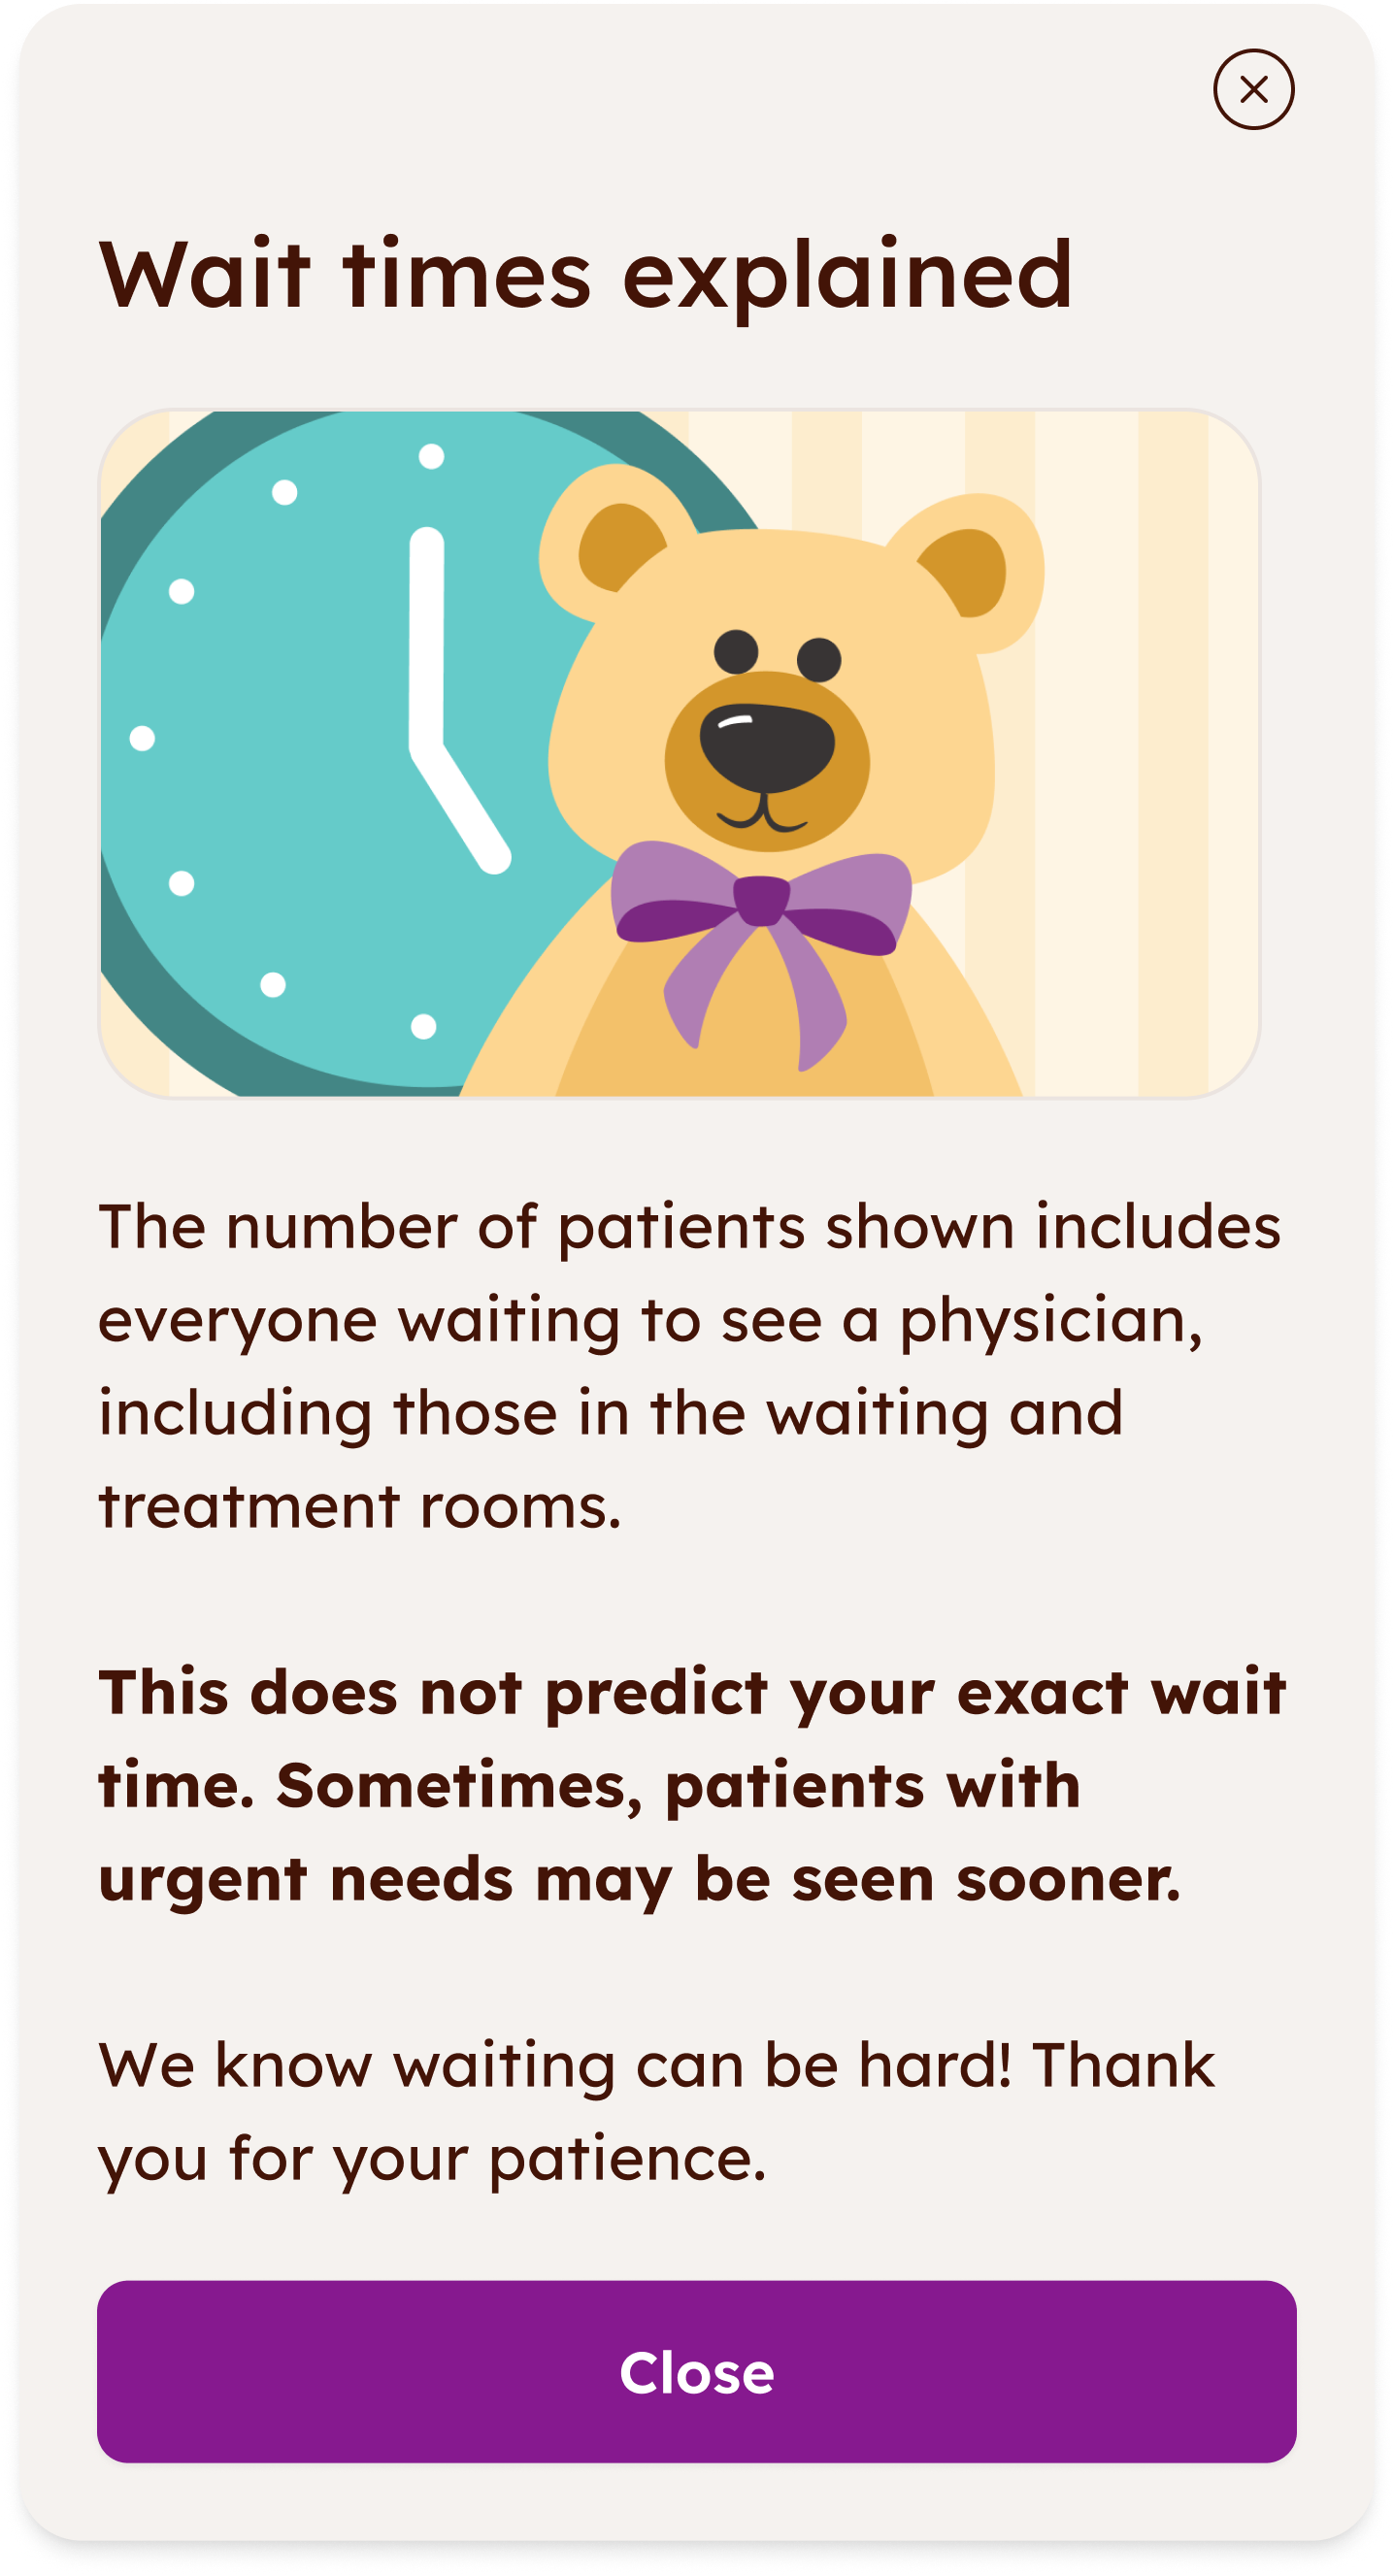 Wait times explained
The number of patients shown includes
everyone waiting to see a physician,
including those in the waiting and
treatment rooms.
This does not predict your exact wait
time. Sometimes, patients with
urgent needs may be seen sooner.
We know waiting can be hard! Thank
you for your patience.
Close